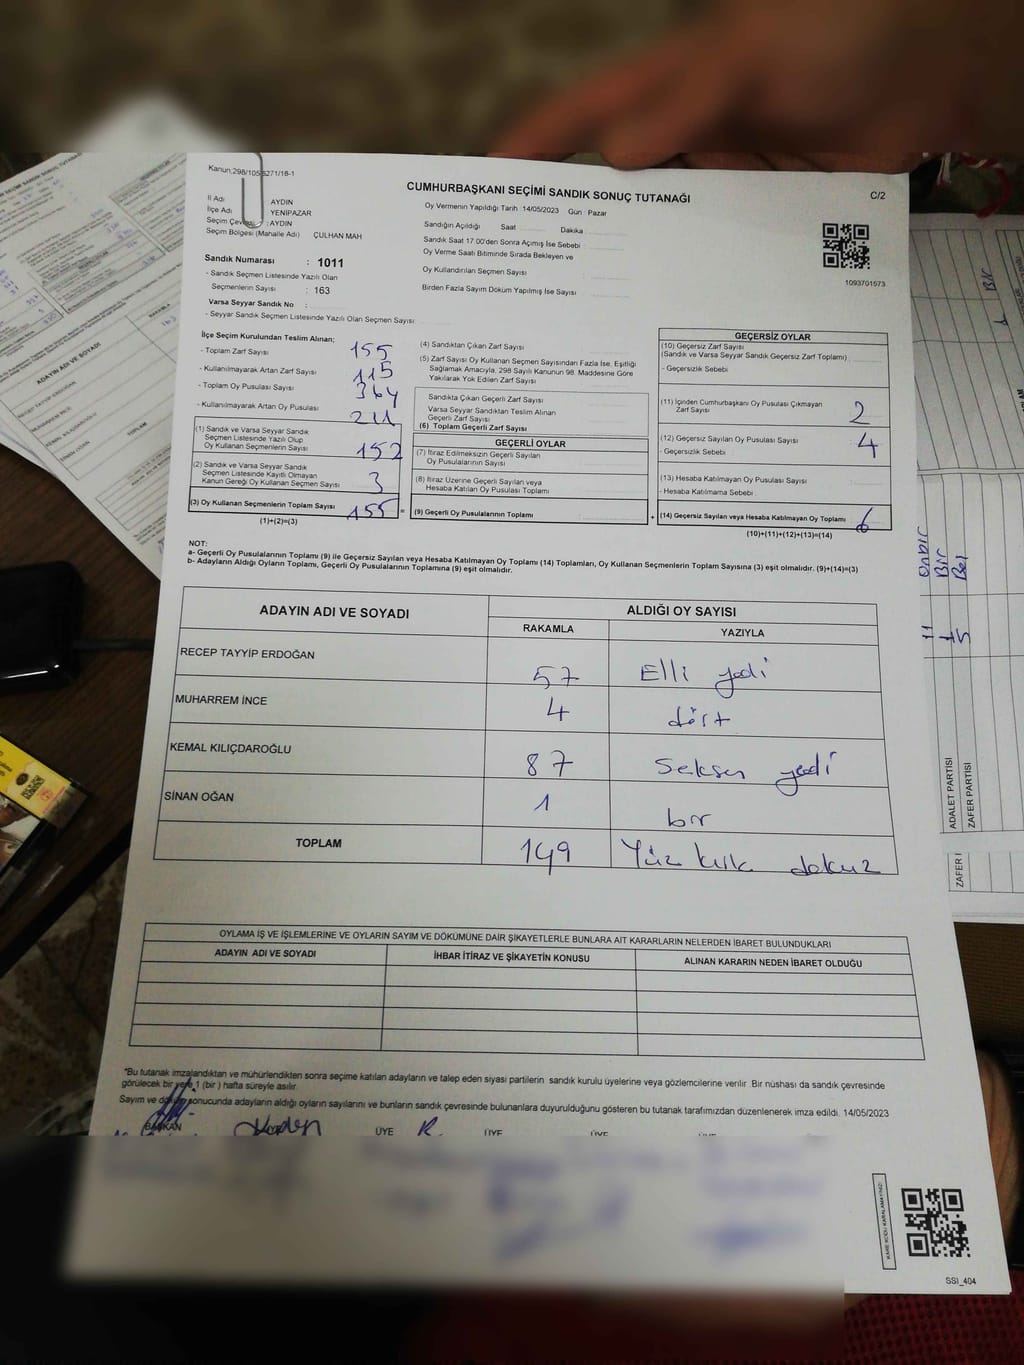 Kanun,298/105 5271/16-1
CUMHURBAŞKANI SEÇİMİ SANDIK SONUÇ TUTANAĞI
C/2
İl Adı : AYDIN
İlçe Adı YENİPAZAR
Seçim Çevresi : AYDIN
Seçim Bölgesi (Mahalle Adı) ÇULHAN MAH
Oy Vermenin Yapıldığı Tarih :14/05/2023 Gün : Pazar
Sandığın Açıldığı Saat Dakika
Sandık Saat 17.00'den Sonra Açımış İse Sebebi
Oy Verme Saati Bitiminde Sırada Bekleyen ve
Oy Kullandırılan Seçmen Sayısı
Birden Fazla Sayım Döküm Yapılmış İse Sayısı
1093701573
Sandık Numarası : 1011
- Sandık Seçmen Listesinde Yazılı Olan
Seçmenlerin Sayısı : 163
Varsa Seyyar Sandık No :
- Seyyar Sandık Seçmen Listesinde Yazılı Olan Seçmen Sayısı:
İlçe Seçim Kurulundan Teslim Alınan;
- Toplam Zarf Sayısı 155
- Kullanılmayarak Artan Zarf Sayısı 115
- Toplam Oy Pusulası Sayısı 364
- Kullanılmayarak Artan Oy Pusulası 211
(1) Sandık ve Varsa Seyyar Sandık
Seçmen Listesinde Yazılı Olup
Oy Kullanan Seçmenlerin Sayısı 152
(2) Sandık ve Varsa Seyyar Sandık
Seçmen Listesinde Kayıtlı Olmayan
Kanun Gereği Oy Kullanan Seçmen Sayısı 3
(3) Oy Kullanan Seçmenlerin Toplam Sayısı 155 =
(1)+(2)=(3)
(4) Sandıktan Çıkan Zarf Sayısı
(5) Zarf Sayısı Oy Kullanan Seçmen Sayısından Fazla İse, Eşitliği
Sağlamak Amacıyla, 298 Sayılı Kanunun 98. Maddesine Göre
Yakılarak Yok Edilen Zarf Sayısı
Sandıkta Çıkan Geçerli Zarf Sayısı
Varsa Seyyar Sandıktan Teslim Alınan
Geçerli Zarf Sayısı
(6) Toplam Geçerli Zarf Sayısı
GEÇERLİ OYLAR
(7) İtiraz Edilmeksizin Geçerli Sayılan
Oy Pusulalarının Sayısı
(8) İtiraz Üzerine Geçerli Sayılan veya
Hesaba Katılan Oy Pusulası Toplamı
(9) Geçerli Oy Pusulalarının Toplamı +
GEÇERSİZ OYLAR
(10) Geçersiz Zarf Sayısı
(Sandık ve Varsa Seyyar Sandık Geçersiz Zarf Toplamı)
- Geçersizlik Sebebi
(11) İçinden Cumhurbaşkanı Oy Pusulası Çıkmayan
Zarf Sayısı 2
(12) Geçersiz Sayılan Oy Pusulası Sayısı 4
- Geçersizlik Sebebi
(13) Hesaba Katılmayan Oy Pusulası Sayısı
- Hesaba Katılmama Sebebi
(14) Geçersiz Sayılan veya Hesaba Katılmayan Oy Toplamı 6
(10)+(11)+(12)+(13)=(14)
NOT:
a- Geçerli Oy Pusulalarının Toplamı (9) ile Geçersiz Sayılan veya Hesaba Katılmayan Oy Toplamı (14) Toplamları, Oy Kullanan Seçmenlerin Toplam Sayısına (3) eşit olmalıdır. (9)+(14)=(3)
b- Adayların Aldığı Oyların Toplamı, Geçerli Oy Pusulalarının Toplamına (9) eşit olmalıdır.
ADAYIN ADI VE SOYADI ALDIĞI OY SAYISI
RAKAMLA YAZIYLA
RECEP TAYYİP ERDOĞAN 57 Elli yedi
MUHARREM İNCE 4 dört
KEMAL KILIÇDAROĞLU 87 Seksen yedi
SİNAN OĞAN 1 bir
TOPLAM 149 Yüz kırk dokuz
OYLAMA İŞ VE İŞLEMLERİNE VE OYLARIN SAYIM VE DÖKÜMÜNE DAİR ŞİKAYETLERLE BUNLARA AİT KARARLARIN NELERDEN İBARET BULUNDUKLARI
ADAYIN ADI VE SOYADI İHBAR İTİRAZ VE ŞİKAYETİN KONUSU ALINAN KARARIN NEDEN İBARET OLDUĞU
*Bu tutanak imzalandıktan ve mühürlendikten sonra seçime katılan adayların ve talep eden siyasi partilerin sandık kurulu üyelerine veya gözlemcilerine verilir. Bir nüshası da sandık çevresinde
görülecek bir yere 1 (bir ) hafta süreyle asılır.
Sayım ve döküm sonucunda adayların aldığı oyların sayılarını ve bunların sandık çevresinde bulunanlara duyurulduğunu gösteren bu tutanak tarafımızdan düzenlenerek imza edildi. 14/05/2023
BAŞKAN ÜYE ÜYE ÜYE
SSİ_404
ADAYIN ADI VE SOYADI
TOPLAM
ADALET PARTİSİ
ZAFER PARTİSİ